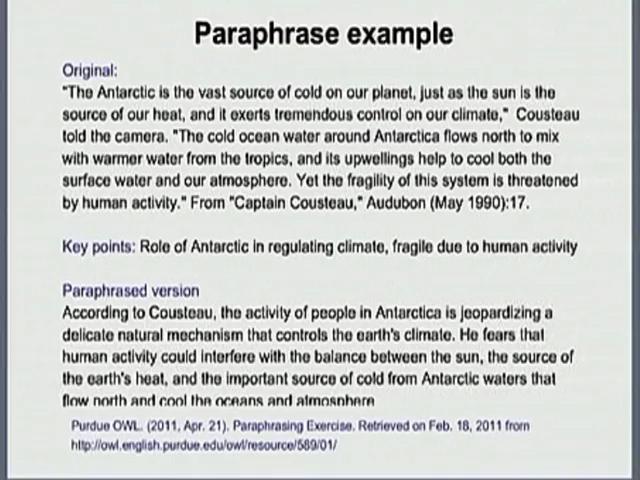 Paraphrase example
Original:
"The Antarctic is the vast source of cold on our planet, just as the sun is the
source of our heat, and it exerts tremendous control on our climate," Cousteau
told the camera. "The cold ocean water around Antarctica flows north to mix
with warmer water from the tropics, and its upwellings help to cool both the
surface water and our atmosphere. Yet the fragility of this system is threatened
by human activity." From "Captain Cousteau," Audubon (May 1990):17.
Key points: Role of Antarctic in regulating climate, fragile due to human activity
Paraphrased version
According to Cousteau, the activity of people in Antarctica is jeopardizing a
delicate natural mechanism that controls the earth's climate. He fears that
human activity could interfere with the balance between the sun, the source of
the earth's heat, and the important source of cold from Antarctic waters that
flow north and cool the oceans and atmosphere
Purdue OWL. (2011, Apr. 21). Paraphrasing Exercise. Retrieved on Feb. 18, 2011 from
http://owl.english.purdue.edu/owl/resource/589/01/